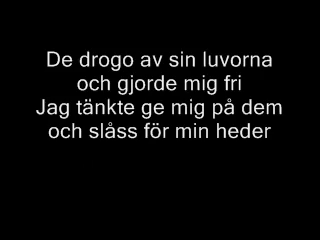 De drogo av sin luvorna
och gjorde mig fri
Jag tänkte ge mig på dem
och slåss för min heder